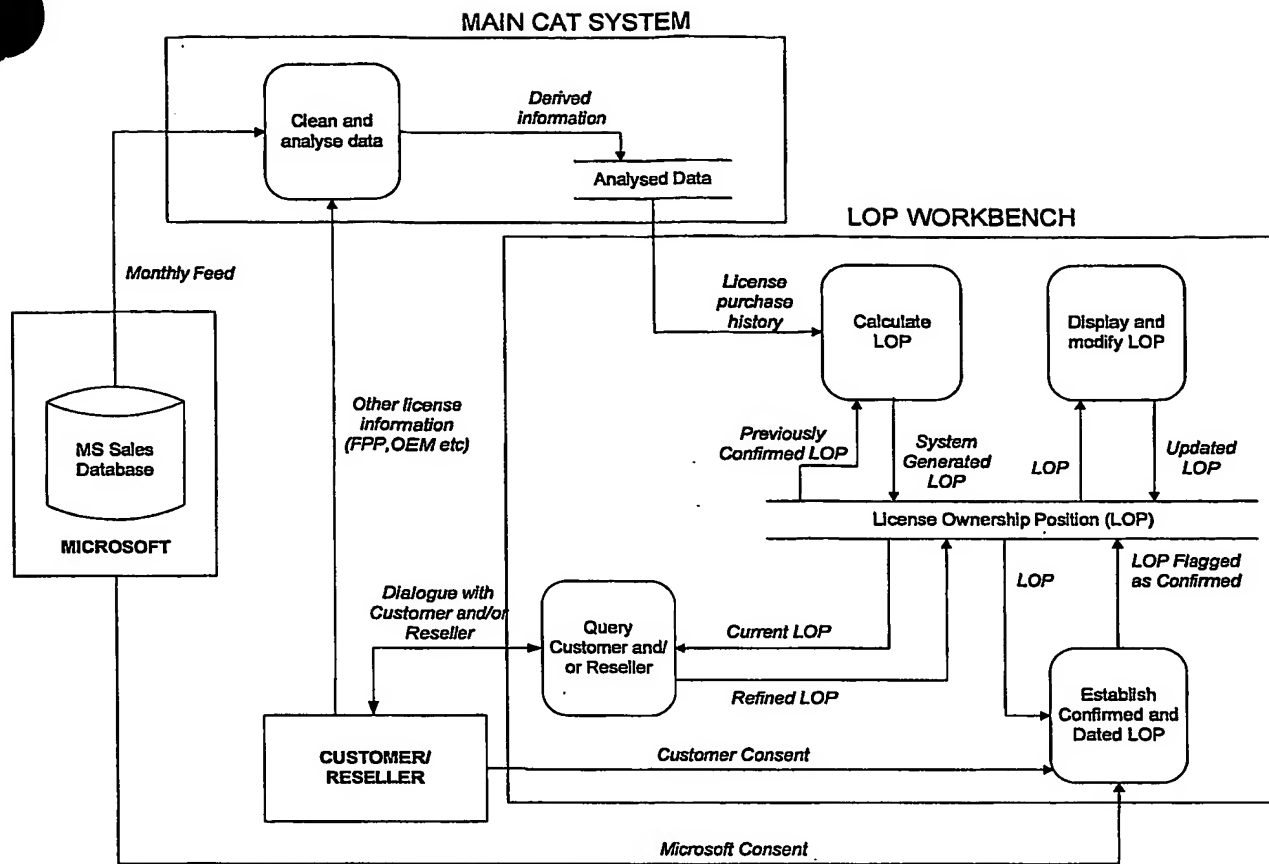 MAIN CAT SYSTEM
Clean and
analyse data
Derived
information
Analysed Data
LOP WORKBENCH
Monthly Feed
License
purchase
history
Calculate
LOP
Display and
modify LOP
MS Sales
Database
MICROSOFT
Other license
information
(FPP,OEM etc)
Previously
Confirmed LOP
System
Generated
LOP
LOP
Updated
LOP
License Ownership Position (LOP)
Dialogue with
Customer and/or
Reseller
Query
Customer and/
or Reseller
Current LOP
Refined LOP
LOP
LOP Flagged
as Confirmed
Establish
Confirmed and
Dated LOP
CUSTOMER/
RESELLER
Customer Consent
Microsoft Consent